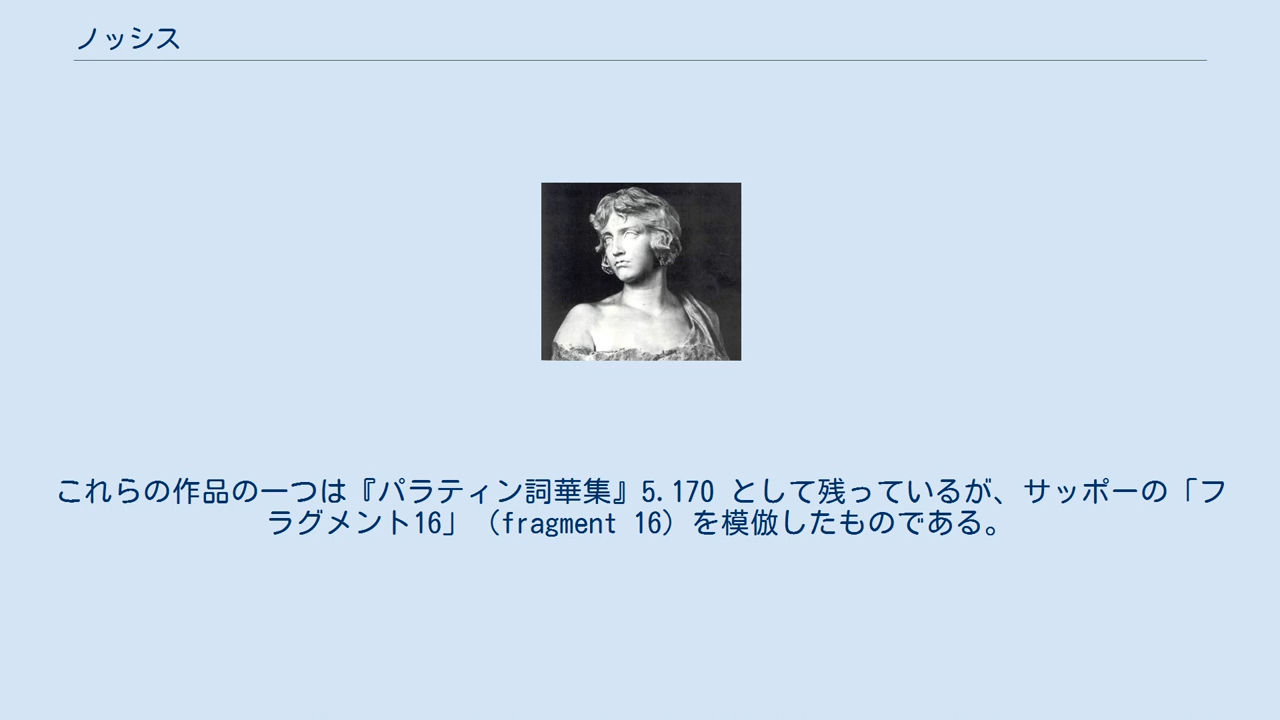 ノッシス
これらの作品の一つは『パラティン詞華集』5.170 として残っているが、サッポーの「フ
ラグメント16」（fragment 16）を模倣したものである。